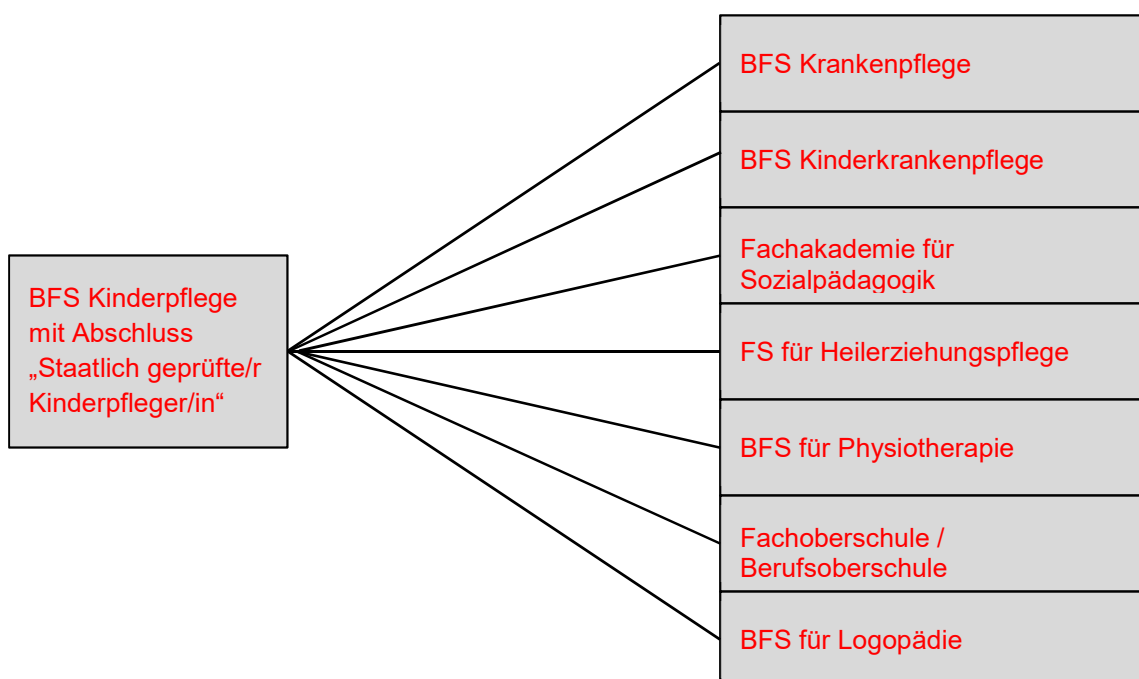 BFS Kinderpflege
mit Abschluss
„Staatlich geprüfte/r
Kinderpfleger/in“
BFS Krankenpflege
BFS Kinderkrankenpflege
Fachakademie für
Sozialpädagogik
FS für Heilerziehungspflege
BFS für Physiotherapie
Fachoberschule /
Berufsoberschule
BFS für Logopädie